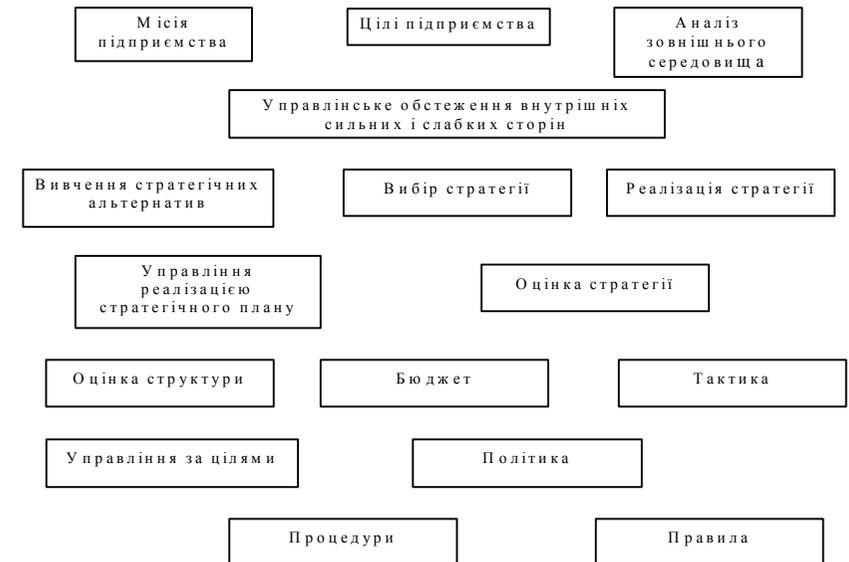 Місія
підприємства
Цілі підприємства
Аналіз
зовнішнього
середовища
Управлінське обстеження внутрішніх
сильних і слабких сторін
Вивчення стратегічних
альтернатив
Вибір стратегії
Реалізація стратегії
Управління
реалізацією
стратегічного плану
Оцінка стратегії
Оцінка структури
Бюджет
Тактика
Управління за цілями
Політика
Процедури
Правила